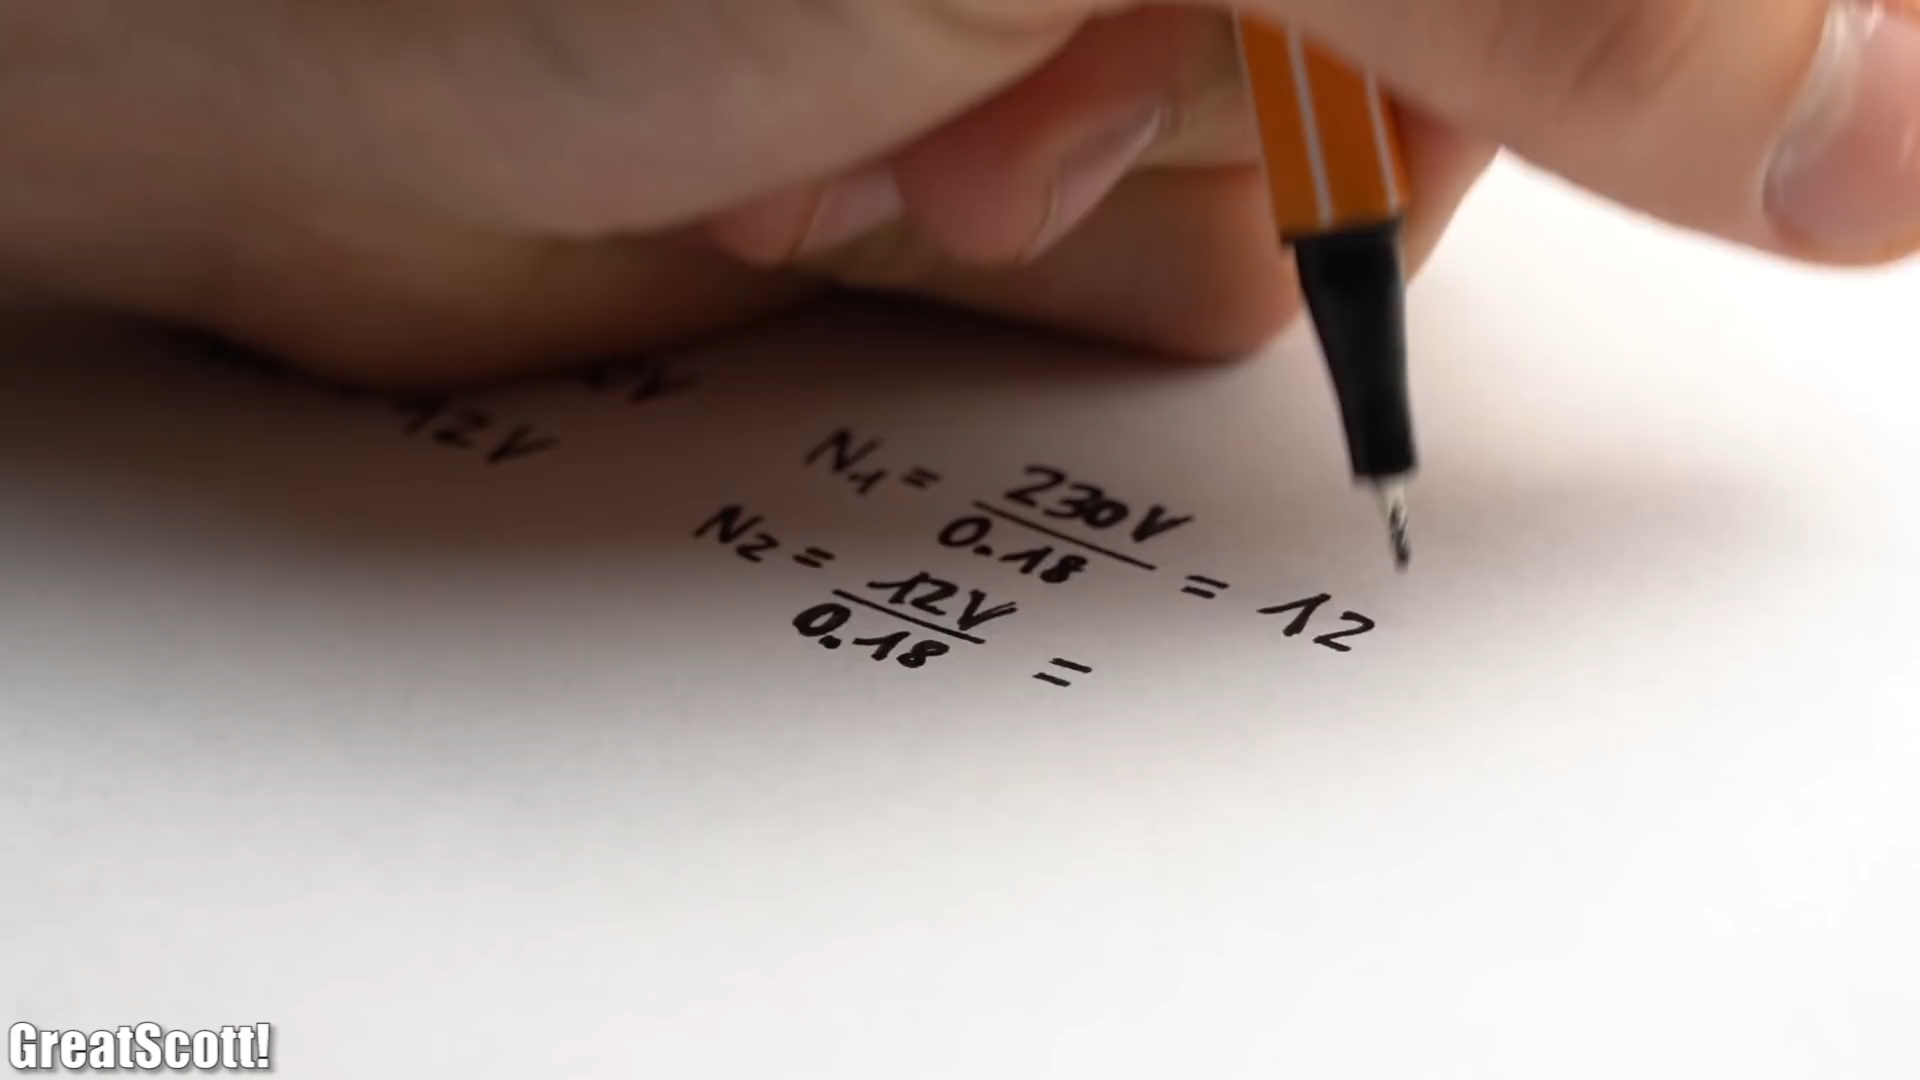 12V
N1 = 230V / 0.18 = 12
N2 = 12V / 0.18 =
GreatScott!